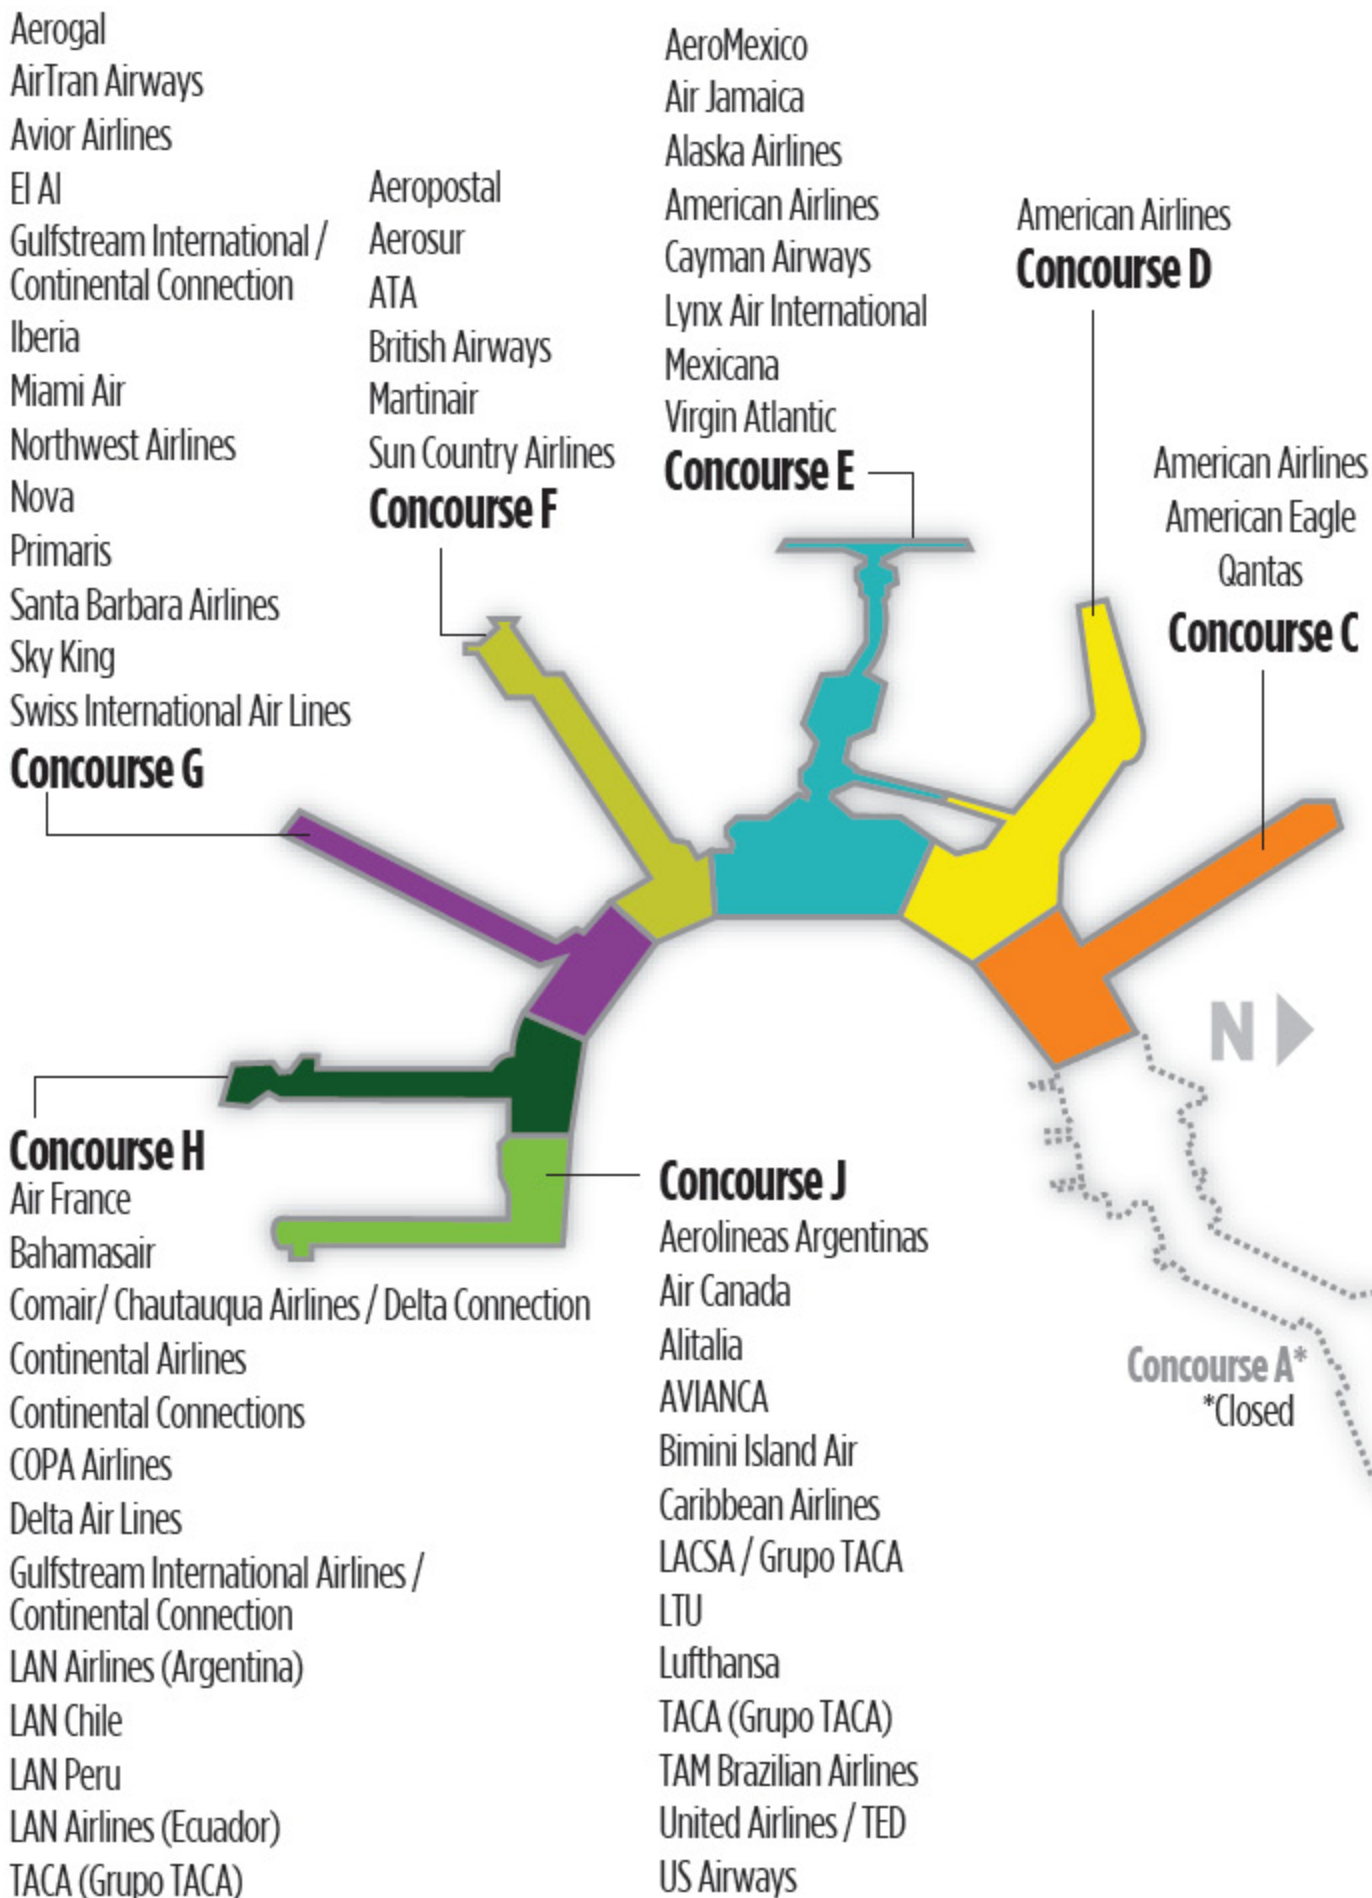 Aerogal
AirTran Airways
Avior Airlines
El Al
Gulfstream International /
Continental Connection
Iberia
Miami Air
Northwest Airlines
Nova
Primaris
Santa Barbara Airlines
Sky King
Swiss International Air Lines
Concourse G
Aeropostal
Aerosur
ATA
British Airways
Martinair
Sun Country Airlines
Concourse F
AeroMexico
Air Jamaica
Alaska Airlines
American Airlines
Cayman Airways
Lynx Air International
Mexicana
Virgin Atlantic
Concourse E
American Airlines
Concourse D
American Airlines
American Eagle
Qantas
Concourse C
N
Concourse H
Air France
Bahamasair
Comair/ Chautauqua Airlines / Delta Connection
Continental Airlines
Continental Connections
COPA Airlines
Delta Air Lines
Gulfstream International Airlines /
Continental Connection
LAN Airlines (Argentina)
LAN Chile
LAN Peru
LAN Airlines (Ecuador)
TACA (Grupo TACA)
Concourse J
Aerolineas Argentinas
Air Canada
Alitalia
AVIANCA
Bimini Island Air
Caribbean Airlines
LACSA / Grupo TACA
LTU
Lufthansa
TACA (Grupo TACA)
TAM Brazilian Airlines
United Airlines / TED
US Airways
Concourse A*
*Closed